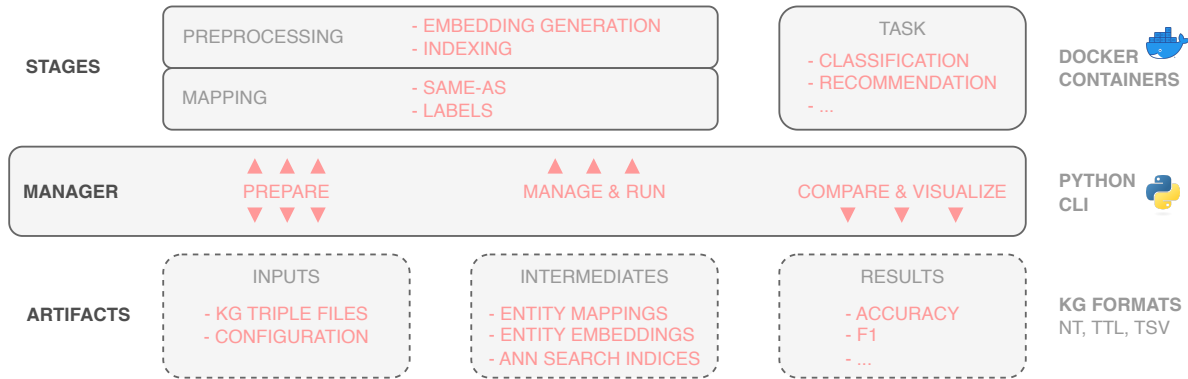 STAGES
PREPROCESSING
- EMBEDDING GENERATION
- INDEXING
MAPPING
- SAME-AS
- LABELS
TASK
- CLASSIFICATION
- RECOMMENDATION
- ...
DOCKER
CONTAINERS
MANAGER
PREPARE
MANAGE & RUN
COMPARE & VISUALIZE
PYTHON
CLI
ARTIFACTS
INPUTS
- KG TRIPLE FILES
- CONFIGURATION
INTERMEDIATES
- ENTITY MAPPINGS
- ENTITY EMBEDDINGS
- ANN SEARCH INDICES
RESULTS
- ACCURACY
- F1
- ...
KG FORMATS
NT, TTL, TSV